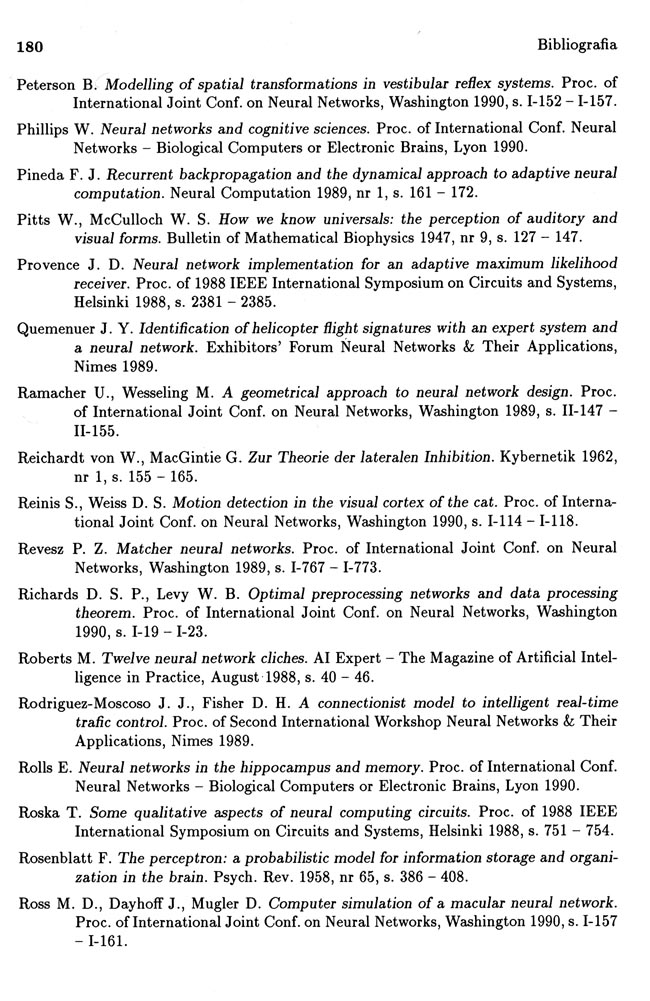 180 Bibliografia
Peterson B. Modelling of spatial transformations in vestibular reflex systems. Proc. of
International Joint Conf. on Neural Networks, Washington 1990, s. I-152 – I-157.
Phillips W. Neural networks and cognitive sciences. Proc. of International Conf. Neural
Networks – Biological Computers or Electronic Brains, Lyon 1990.
Pineda F. J. Recurrent backpropagation and the dynamical approach to adaptive neural
computation. Neural Computation 1989, nr 1, s. 161 – 172.
Pitts W., McCulloch W. S. How we know universals: the perception of auditory and
visual forms. Bulletin of Mathematical Biophysics 1947, nr 9, s. 127 – 147.
Provence J. D. Neural network implementation for an adaptive maximum likelihood
receiver. Proc. of 1988 IEEE International Symposium on Circuits and Systems,
Helsinki 1988, s. 2381 – 2385.
Quemenuer J. Y. Identification of helicopter flight signatures with an expert system and
a neural network. Exhibitors' Forum Neural Networks & Their Applications,
Nimes 1989.
Ramacher U., Wesseling M. A geometrical approach to neural network design. Proc.
of International Joint Conf. on Neural Networks, Washington 1989, s. II-147 –
II-155.
Reichardt von W., MacGintie G. Zur Theorie der lateralen Inhibition. Kybernetik 1962,
nr 1, s. 155 – 165.
Reinis S., Weiss D. S. Motion detection in the visual cortex of the cat. Proc. of Interna-
tional Joint Conf. on Neural Networks, Washington 1990, s. I-114 – I-118.
Revesz P. Z. Matcher neural networks. Proc. of International Joint Conf. on Neural
Networks, Washington 1989, s. I-767 – I-773.
Richards D. S. P., Levy W. B. Optimal preprocessing networks and data processing
theorem. Proc. of International Joint Conf. on Neural Networks, Washington
1990, s. I-19 – I-23.
Roberts M. Twelve neural network cliches. AI Expert – The Magazine of Artificial Intel-
ligence in Practice, August 1988, s. 40 – 46.
Rodriguez-Moscoso J. J., Fisher D. H. A connectionist model to intelligent real-time
trafic control. Proc. of Second International Workshop Neural Networks & Their
Applications, Nimes 1989.
Rolls E. Neural networks in the hippocampus and memory. Proc. of International Conf.
Neural Networks – Biological Computers or Electronic Brains, Lyon 1990.
Roska T. Some qualitative aspects of neural computing circuits. Proc. of 1988 IEEE
International Symposium on Circuits and Systems, Helsinki 1988, s. 751 – 754.
Rosenblatt F. The perceptron: a probabilistic model for information storage and organi-
zation in the brain. Psych. Rev. 1958, nr 65, s. 386 – 408.
Ross M. D., Dayhoff J., Mugler D. Computer simulation of a macular neural network.
Proc. of International Joint Conf. on Neural Networks, Washington 1990, s. I-157
– I-161.